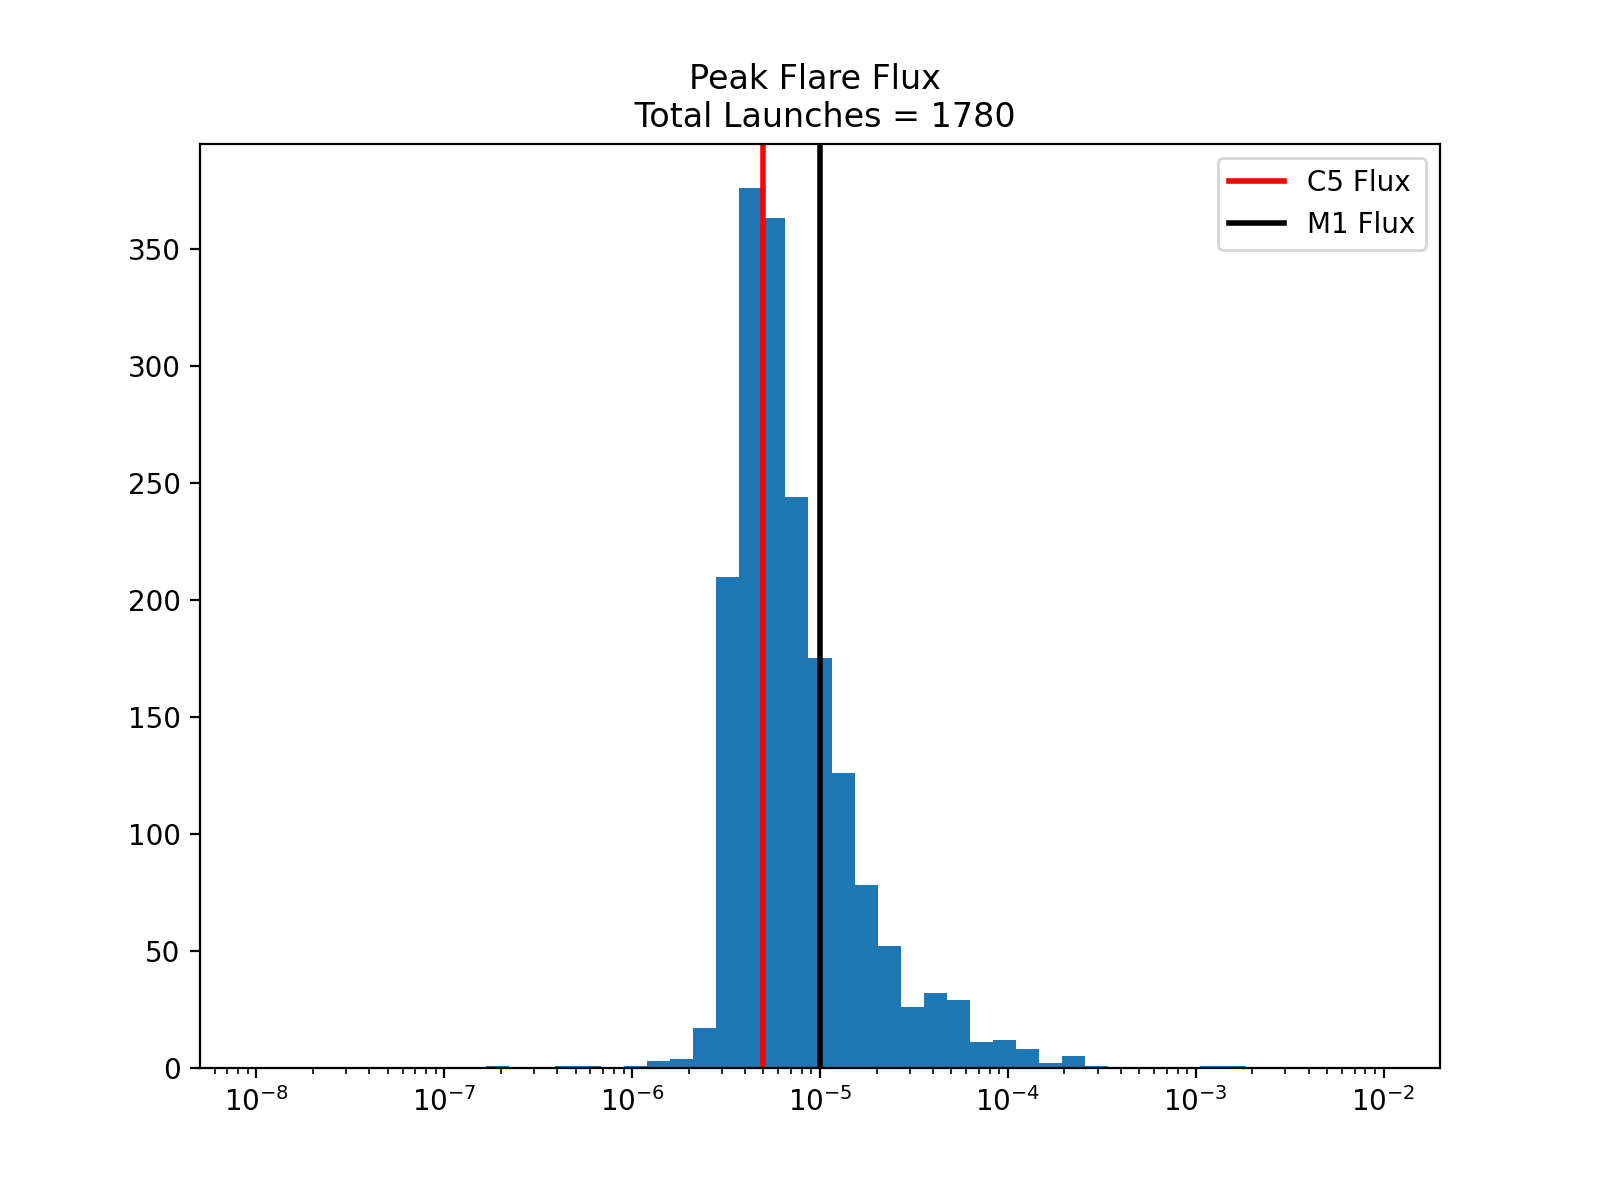 Peak Flare Flux
Total Launches = 1780
C5 Flux
M1 Flux
350
300
250
200
150
100
50
0
10⁻⁸ 10⁻⁷ 10⁻⁶ 10⁻⁵ 10⁻⁴ 10⁻³ 10⁻²